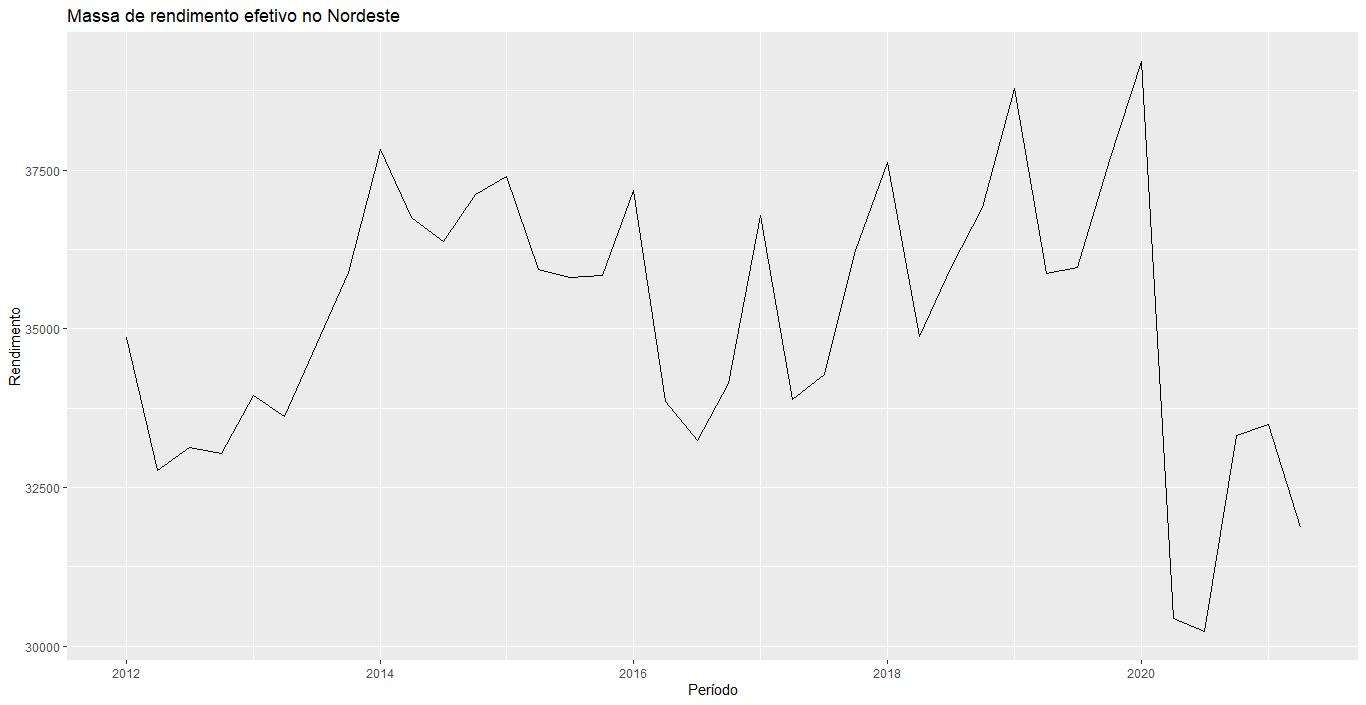 Massa de rendimento efetivo no Nordeste
Rendimento
37500
35000
32500
30000
2012 2014 2016 2018 2020
Período